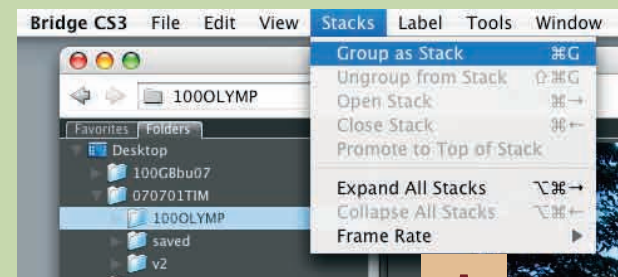 Bridge CS3 File Edit View Stacks Label Tools Window
Group as Stack ⌘G
Ungroup from Stack ⇧⌘G
Open Stack ⌘→
Close Stack ⌘←
Promote to Top of Stack
Expand All Stacks ⌥⌘→
Collapse All Stacks ⌥⌘←
Frame Rate ▶
100OLYMP
Favorites Folders
Desktop
100GBbu07
070701TIM
100OLYMP
saved
v2